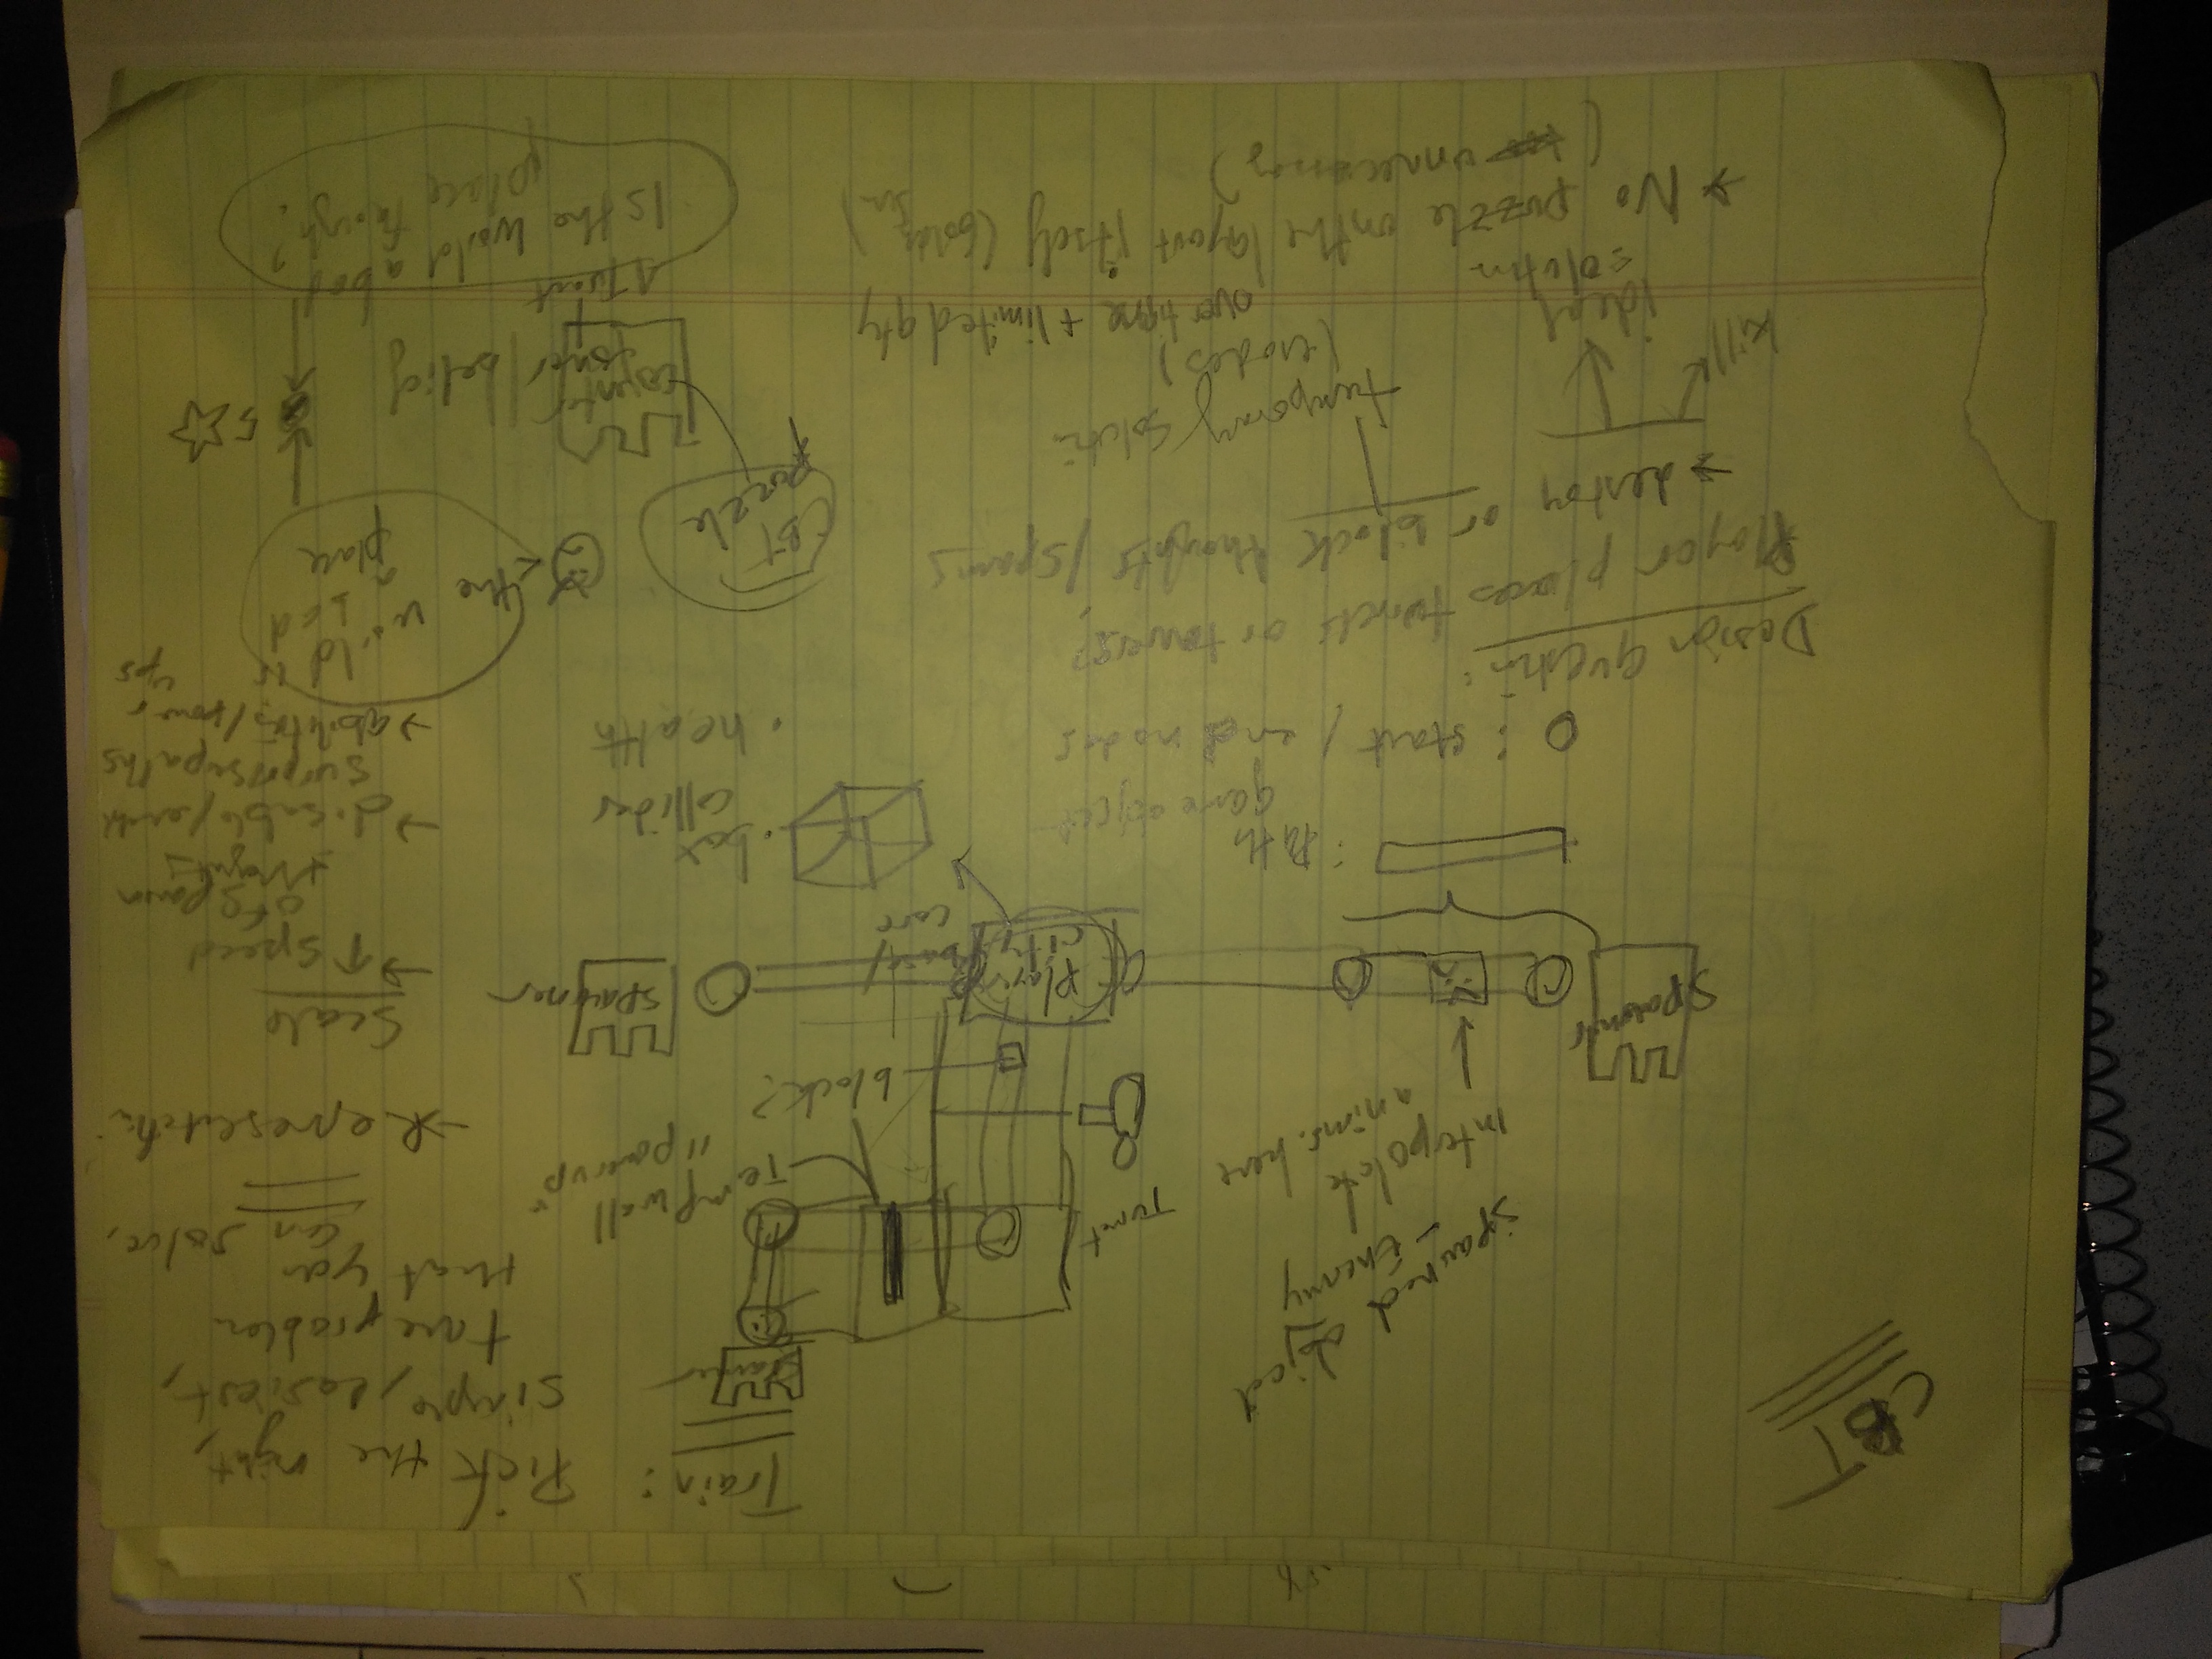 CBT
Train: Pick the right,
simple, easiest,
true problem
that you
can solve,
→ Representation
spawned object
- Enemy
interpolate
anims. here
Spawner
Turret
Temp wall
"powerup"
block?
Spawner
Player
city
base/
core
Spawner
: Path
game object
O : start / end nodes
. box
collider
. health
Scale
→ ↑ speed
of spawn
thoughts
→ disable/enable
surprise paths
→ abilities/power
ups
Design question:
Player places turrets or towers?
→ destroy or block thoughts / spawns
kill
ideal
solution
temporary solution
(erodes)
over time + limited qty
→ No puzzle on the layout itself (Golden
Sun)
(unnecessary)
CBT
puzzle
the world is
a bad
place
counter
tower / belief
Turret
5
Is the world a bad
place though?